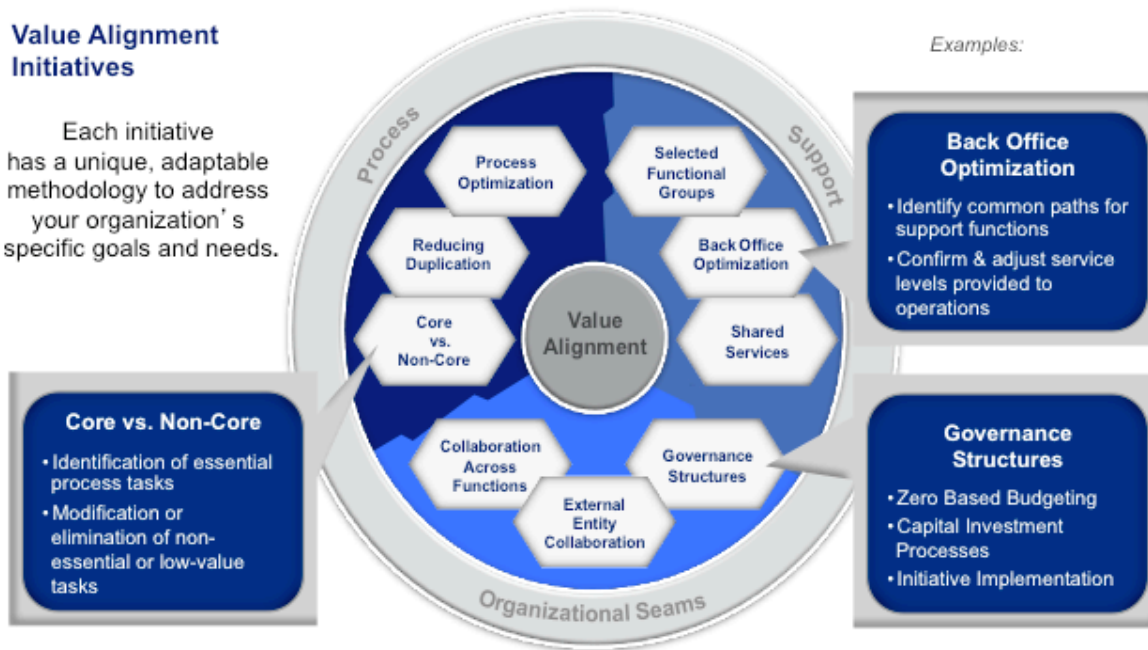 Value Alignment
Initiatives
Each initiative
has a unique, adaptable
methodology to address
your organization’s
specific goals and needs.
Examples:
Process
Support
Organizational Seams
Process
Optimization
Selected
Functional
Groups
Reducing
Duplication
Back Office
Optimization
Core
vs.
Non-Core
Value
Alignment
Shared
Services
Collaboration
Across
Functions
Governance
Structures
External
Entity
Collaboration
Back Office
Optimization
• Identify common paths for
support functions
• Confirm & adjust service
levels provided to
operations
Core vs. Non-Core
• Identification of essential
process tasks
• Modification or
elimination of non-
essential or low-value
tasks
Governance
Structures
• Zero Based Budgeting
• Capital Investment
Processes
• Initiative Implementation